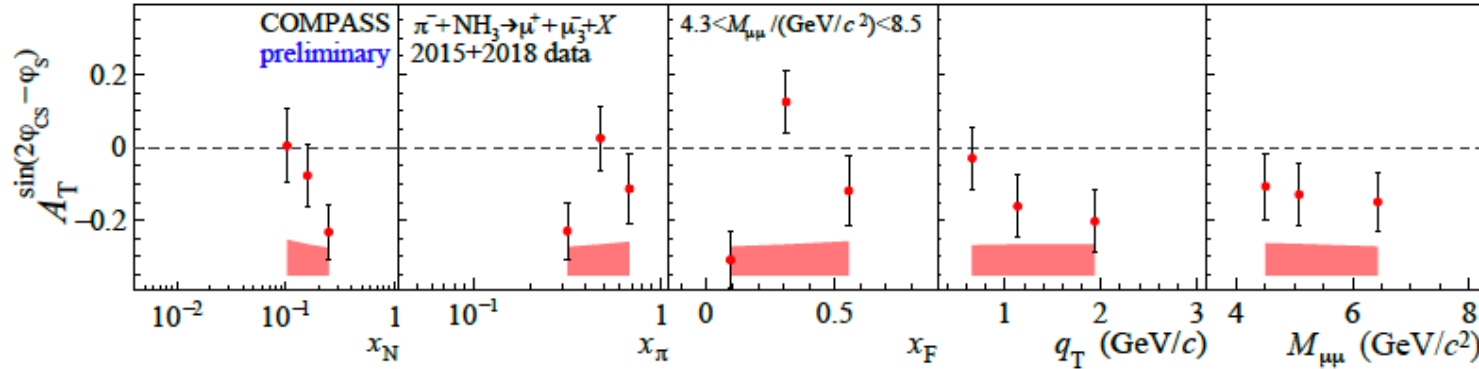 COMPASS
preliminary
π⁻+NH₃→μ⁺+μ₃⁻+X
2015+2018 data
4.3<M_μμ/(GeV/c²)<8.5
A_T^sin(2φ_CS −φ_S)
0.2
0
−0.2
10⁻² 10⁻¹ 1
x_N
10⁻¹ 1
x_π
0 0.5
x_F
1 2 3
q_T (GeV/c)
4 6 8
M_μμ (GeV/c²)